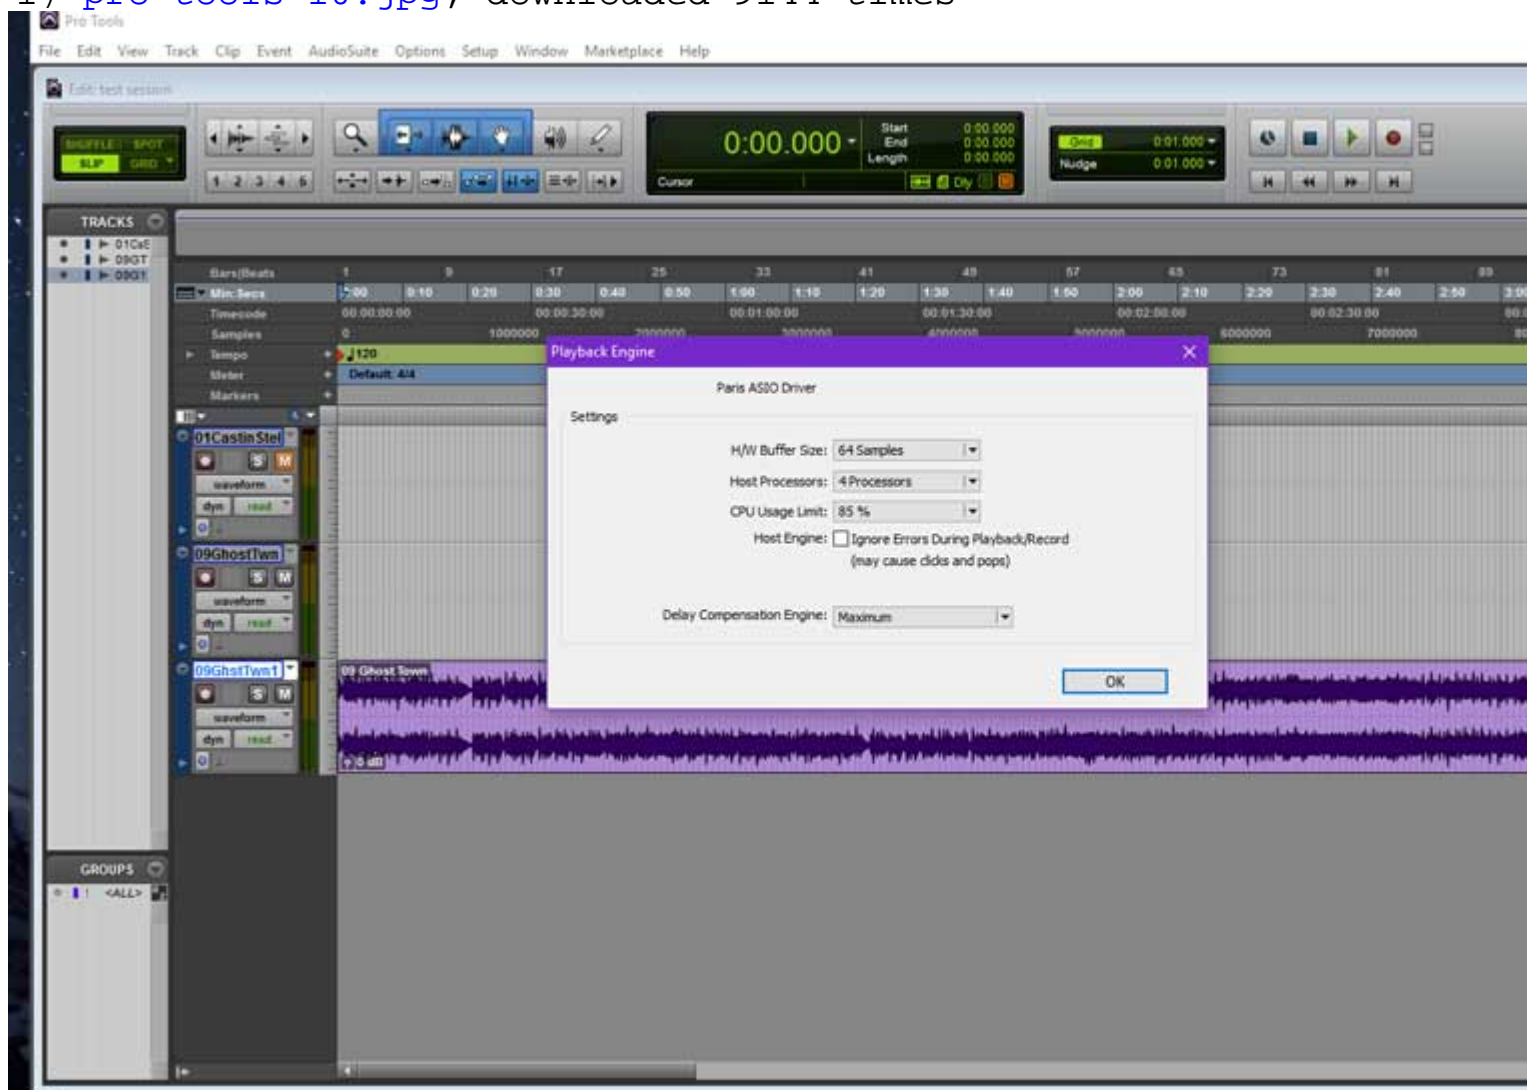 1) pro tools 10.jpg, downloaded 9144 times
Pro Tools
File Edit View Track Clip Event AudioSuite Options Setup Window Marketplace Help
Edit: test session
SHUFFLE SPOT
SLIP GRID
1 2 3 4 5
0:00.000
Start 0:00.000
End 0:00.000
Length 0:00.000
Cursor
Dly
Grid 0:01.000
Nudge 0:01.000
TRACKS
01CsS
09GT
09G1
Bars|Beats 1 9 17 25 33 41 49 57 65 73 81 89
Min:Secs 0:00 0:10 0:20 0:30 0:40 0:50 1:00 1:10 1:20 1:30 1:40 1:50 2:00 2:10 2:20 2:30 2:40 2:50
Timecode 00:00:00:00 00:00:30:00 00:01:00:00 00:01:30:00 00:02:00:00 00:02:30:00
Samples 0 1000000 2000000 3000000 4000000 5000000 6000000 7000000
Tempo 120
Meter Default: 4/4
Markers
Playback Engine
Paris ASIO Driver
Settings
H/W Buffer Size: 64 Samples
Host Processors: 4 Processors
CPU Usage Limit: 85 %
Host Engine: Ignore Errors During Playback/Record
(may cause clicks and pops)
Delay Compensation Engine: Maximum
OK
01CastinStel
S M
waveform
dyn read
09GhostTwn
S M
waveform
dyn read
09GhstTwn1
S M
waveform
dyn read
09 Ghost Town
0 dB
GROUPS
! <ALL>